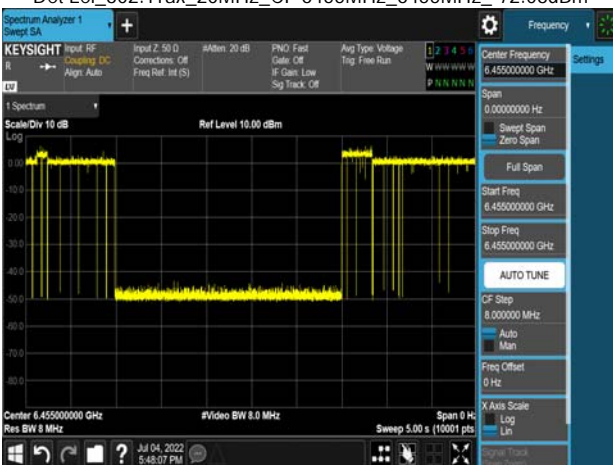 Spectrum Analyzer 1
Swept SA
+
Frequency
KEYSIGHT
Input: RF
Coupling: DC
Align: Auto
Input Z: 50 Ω
Corrections: Off
Freq Ref: Int (S)
#Atten: 20 dB
PNO: Fast
Gate: Off
IF Gain: Low
Sig Track: Off
Avg Type: Voltage
Trig: Free Run
1 2 3 4 5 6
W W W W W W
P N N N N N
R
LXI
1 Spectrum
Scale/Div 10 dB
Ref Level 10.00 dBm
Log
0.00
-10.0
-20.0
-30.0
-40.0
-50.0
-60.0
-70.0
-80.0
Center 6.455000000 GHz
#Video BW 8.0 MHz
Span 0 Hz
Res BW 8 MHz
Sweep 5.00 s (10001 pts)
Jul 04, 2022
5:48:07 PM
Center Frequency
6.455000000 GHz
Settings
Span
0.00000000 Hz
Swept Span
Zero Span
Full Span
Start Freq
6.455000000 GHz
Stop Freq
6.455000000 GHz
AUTO TUNE
CF Step
8.000000 MHz
Auto
Man
Freq Offset
0 Hz
X Axis Scale
Log
Lin
Signal Track